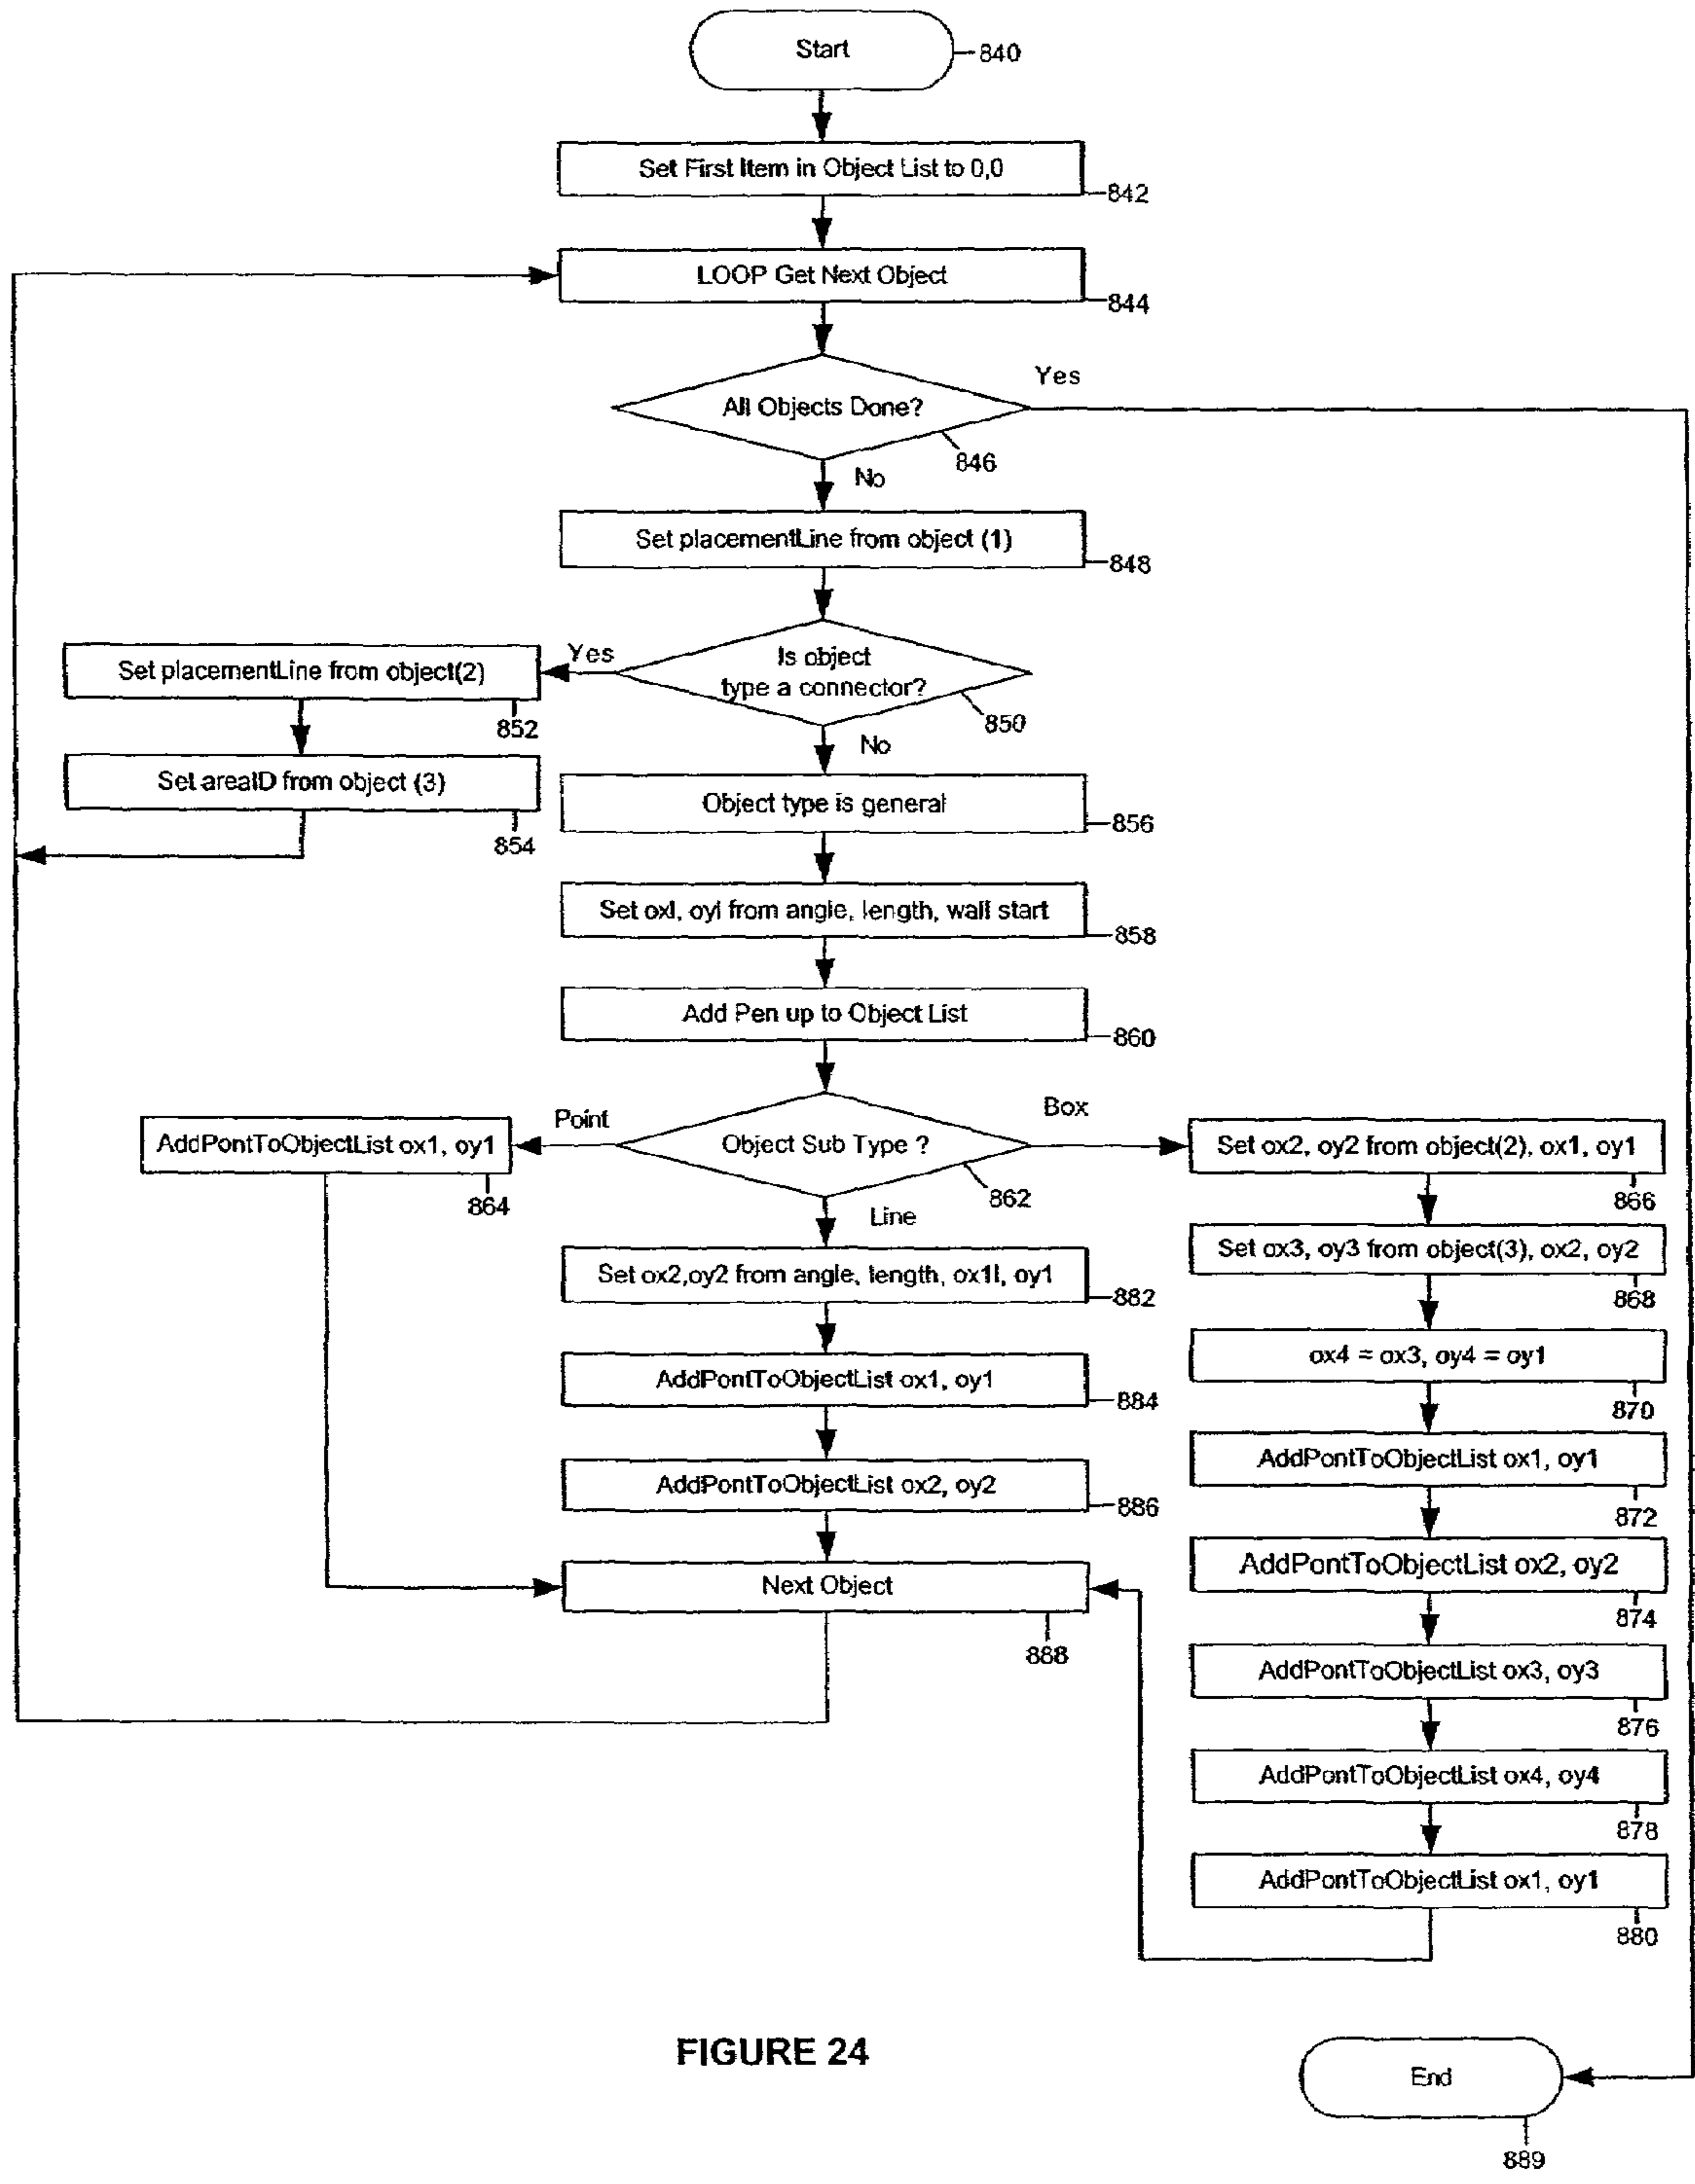 Start
840
Set First Item in Object List to 0,0
842
LOOP Get Next Object
844
Yes
All Objects Done?
846
No
Set placementLine from object (1)
848
Is object
type a connector?
850
Yes
Set placementLine from object(2)
852
Set areaID from object (3)
854
No
Object type is general
856
Set oxl, oyl from angle, length, wall start
858
Add Pen up to Object List
860
Object Sub Type ?
862
Point
AddPontToObjectList ox1, oy1
864
Line
Set ox2,oy2 from angle, length, ox1l, oy1
882
AddPontToObjectList ox1, oy1
884
AddPontToObjectList ox2, oy2
886
Next Object
888
Box
Set ox2, oy2 from object(2), ox1, oy1
866
Set ox3, oy3 from object(3), ox2, oy2
868
ox4 = ox3, oy4 = oy1
870
AddPontToObjectList ox1, oy1
872
AddPontToObjectList ox2, oy2
874
AddPontToObjectList ox3, oy3
876
AddPontToObjectList ox4, oy4
878
AddPontToObjectList ox1, oy1
880
FIGURE 24
End
889